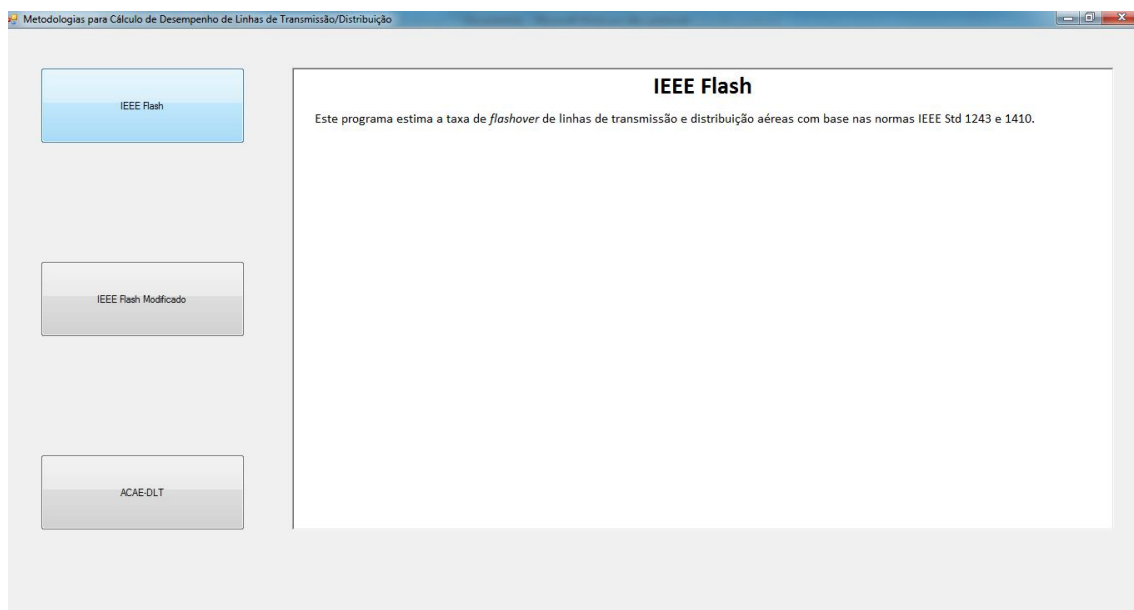 Metodologias para Cálculo de Desempenho de Linhas de Transmissão/Distribuição
IEEE Flash
IEEE Flash
Este programa estima a taxa de flashover de linhas de transmissão e distribuição aéreas com base nas normas IEEE Std 1243 e 1410.
IEEE Flash Modificado
ACAE-DLT